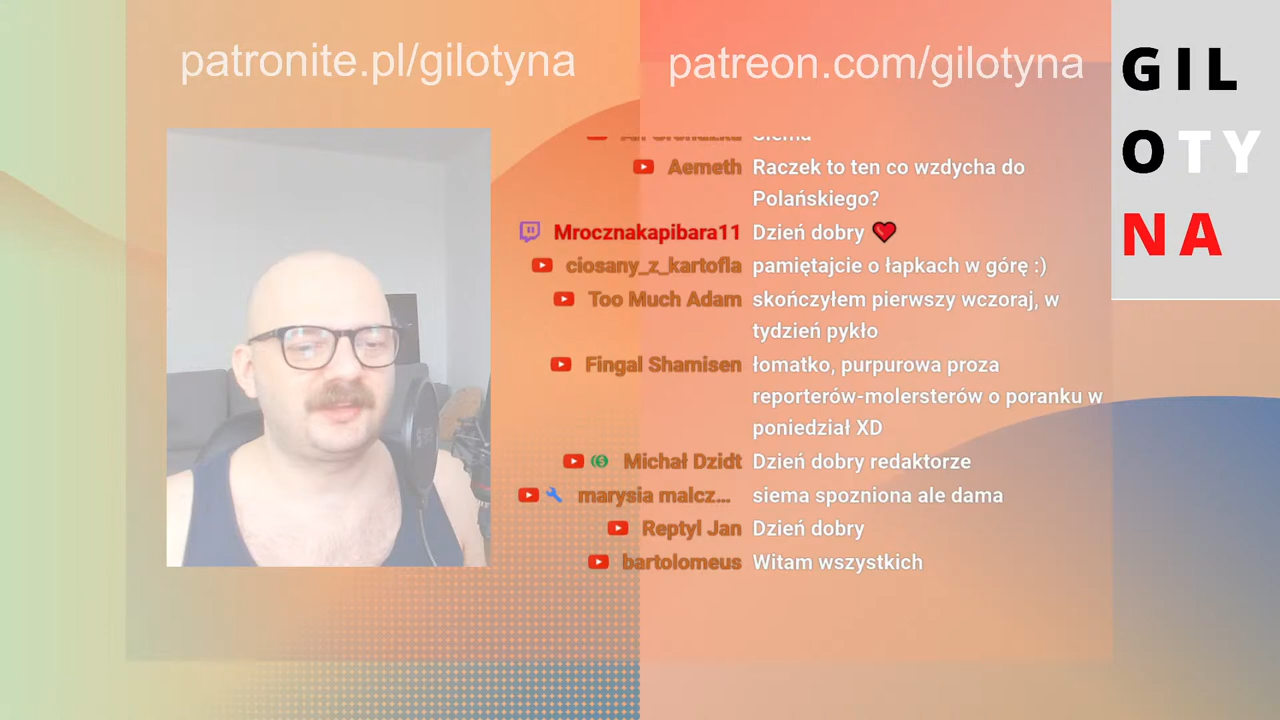 patronite.pl/gilotyna
patreon.com/gilotyna
GIL
OTY
NA
Siema
Aemeth Raczek to ten co wzdycha do
Polańskiego?
Mrocznakapibara11 Dzień dobry
ciosany_z_kartofla pamiętajcie o łapkach w górę :)
Too Much Adam skończyłem pierwszy wczoraj, w
tydzień pykło
Fingal Shamisen łomatko, purpurowa proza
reporterów-molersterów o poranku w
poniedział XD
Michał Dzidt Dzień dobry redaktorze
marysia malcz... siema spozniona ale dama
Reptyl Jan Dzień dobry
bartolomeus Witam wszystkich